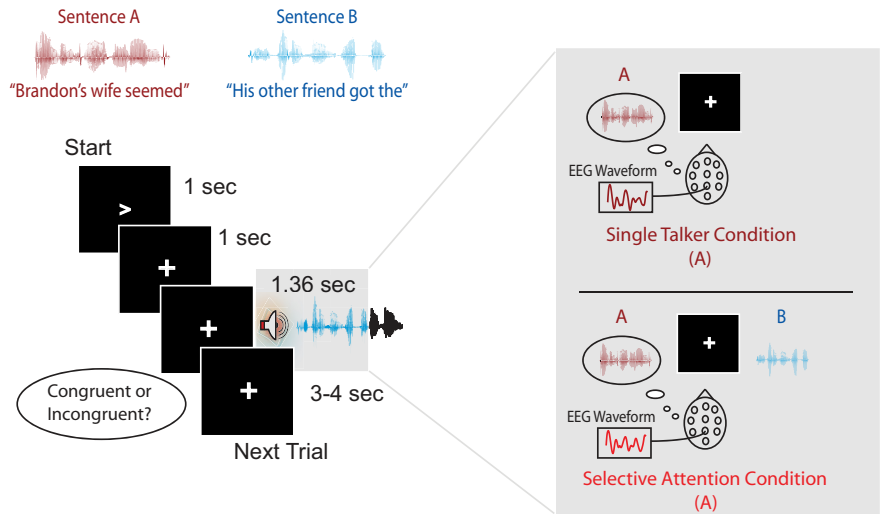 Sentence A
Sentence B
"Brandon's wife seemed"
"His other friend got the"
Start
>
1 sec
1 sec
1.36 sec
3-4 sec
Congruent or
Incongruent?
Next Trial
A
EEG Waveform
Single Talker Condition
(A)
A
B
EEG Waveform
Selective Attention Condition
(A)